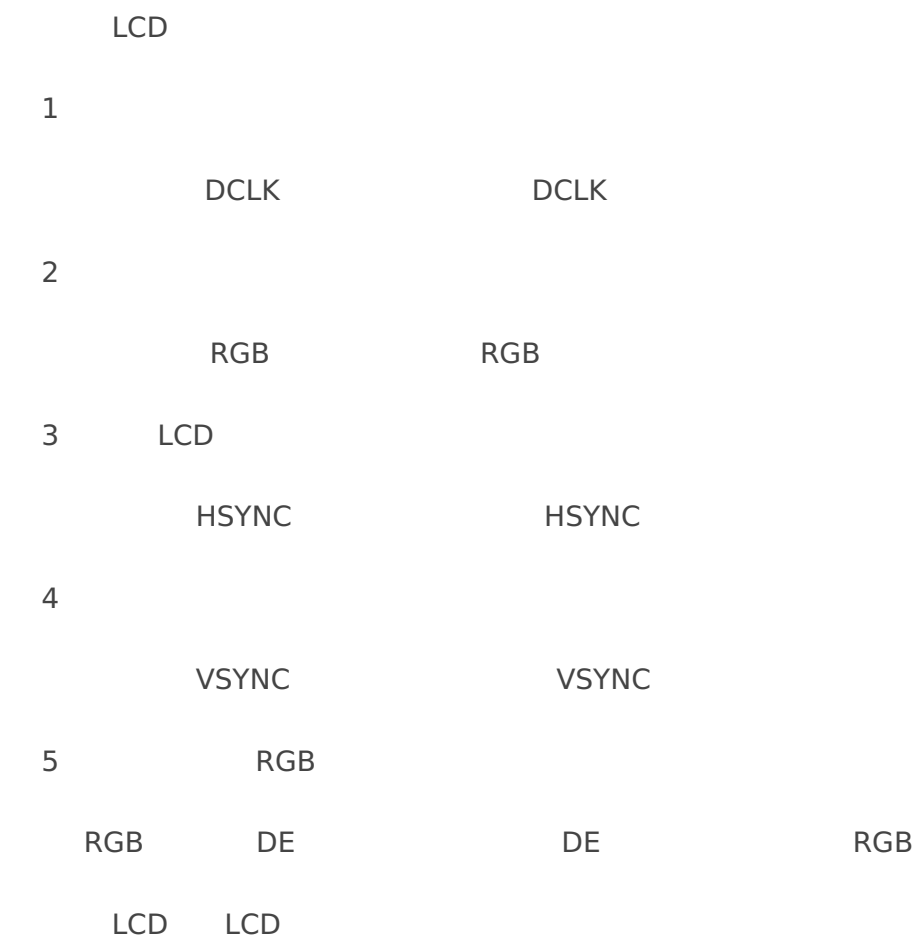 LCD
1
DCLK DCLK
2
RGB RGB
3 LCD
HSYNC HSYNC
4
VSYNC VSYNC
5 RGB
RGB DE DE RGB
LCD LCD